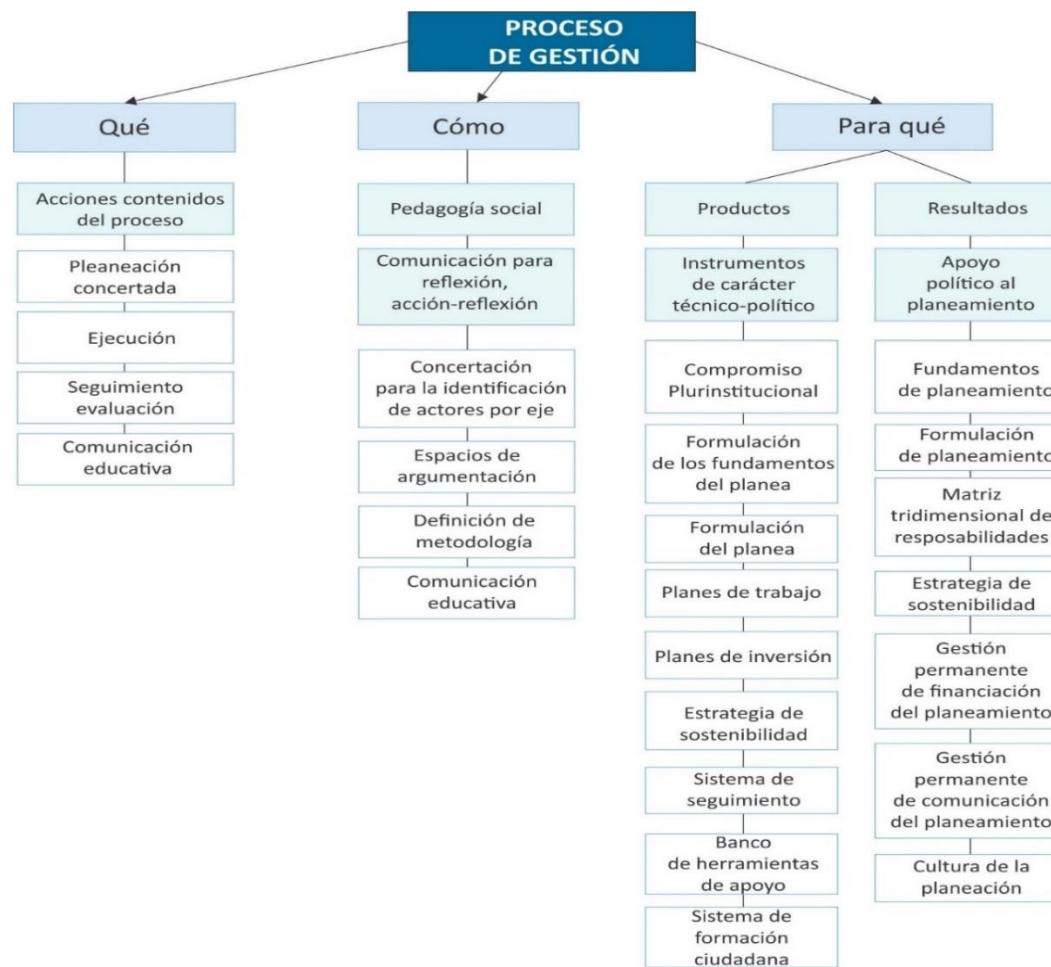 PROCESO
DE GESTIÓN
Qué
Acciones contenidos
del proceso
Pleaneación
concertada
Ejecución
Seguimiento
evaluación
Comunicación
educativa
Cómo
Pedagogía social
Comunicación para
reflexión,
acción-reflexión
Concertación
para la identificación
de actores por eje
Espacios de
argumentación
Definición de
metodología
Comunicación
educativa
Para qué
Productos
Instrumentos
de carácter
técnico-político
Compromiso
Plurinstitucional
Formulación
de los fundamentos
del planea
Formulación
del planea
Planes de trabajo
Planes de inversión
Estrategia de
sostenibilidad
Sistema de
seguimiento
Banco
de herramientas
de apoyo
Sistema de
formación
ciudadana
Resultados
Apoyo
político al
planeamiento
Fundamentos
de planeamiento
Formulación
de planeamiento
Matriz
tridimensional de
resposabilidades
Estrategia de
sostenibilidad
Gestión
permanente
de financiación
del planeamiento
Gestión
permanente
de comunicación
del planeamiento
Cultura de la
planeación